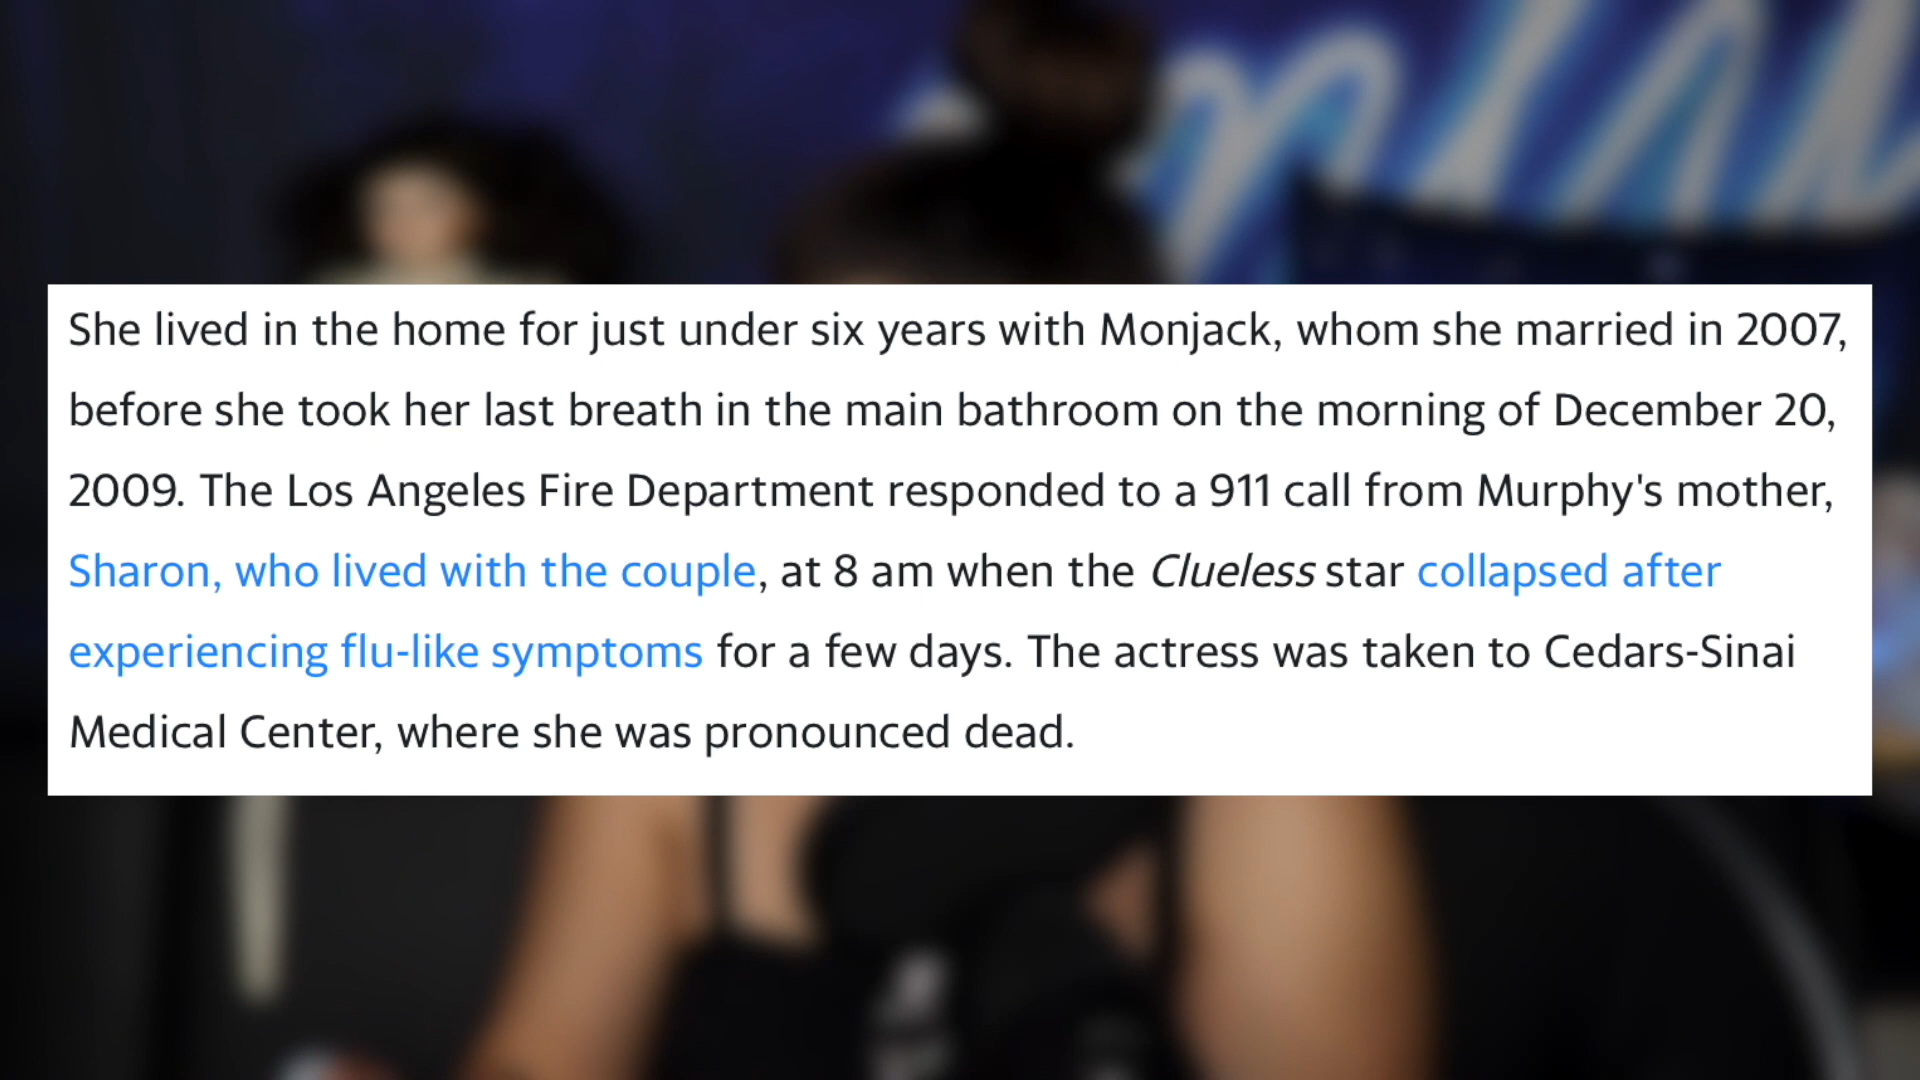 She lived in the home for just under six years with Monjack, whom she married in 2007,
before she took her last breath in the main bathroom on the morning of December 20,
2009. The Los Angeles Fire Department responded to a 911 call from Murphy's mother,
Sharon, who lived with the couple, at 8 am when the Clueless star collapsed after
experiencing flu-like symptoms for a few days. The actress was taken to Cedars-Sinai
Medical Center, where she was pronounced dead.